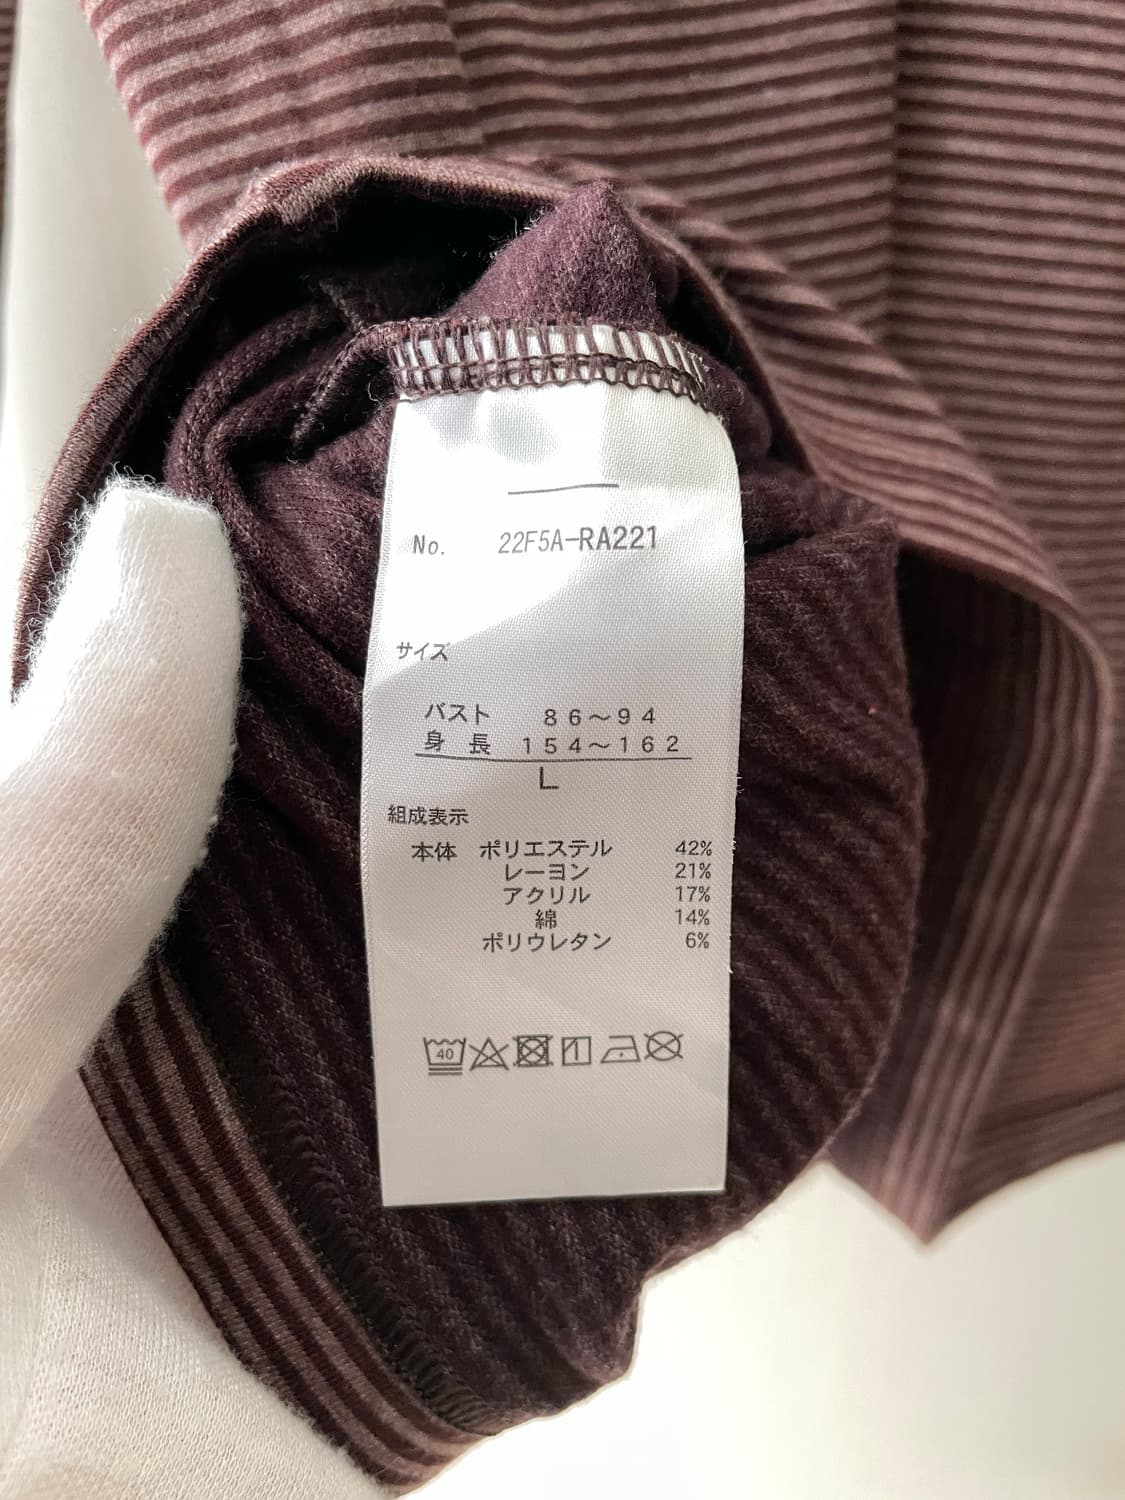 No. 22F5A-RA221
サイズ
バスト 86～94
身 長 154～162
L
組成表示
本体 ポリエステル 42%
レーヨン 21%
アクリル 17%
綿 14%
ポリウレタン 6%
40